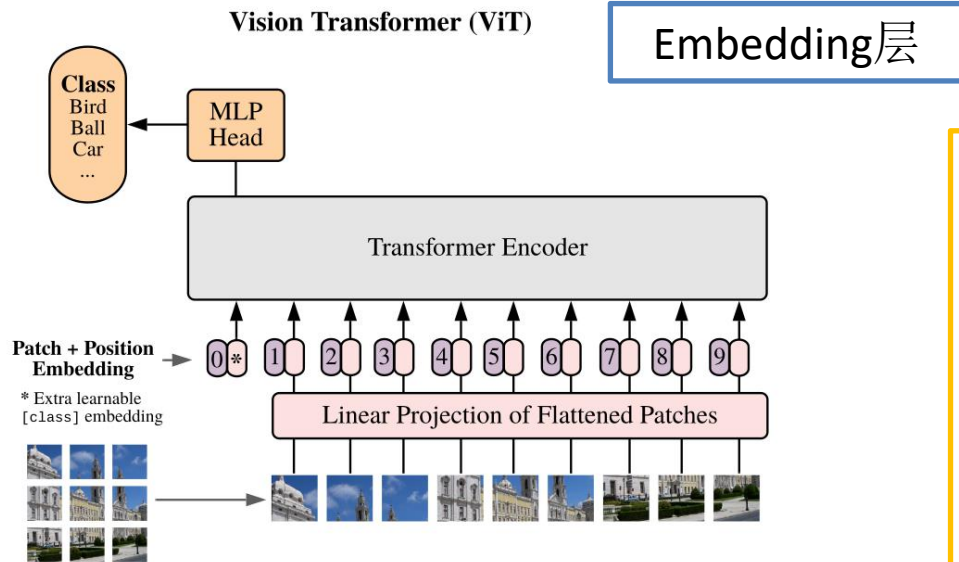 Vision Transformer (ViT)
Embedding层
Class
Bird
Ball
Car
...
MLP
Head
Transformer Encoder
Patch + Position
Embedding
0 * 1 2 3 4 5 6 7 8 9
* Extra learnable
[class] embedding
Linear Projection of Flattened Patches